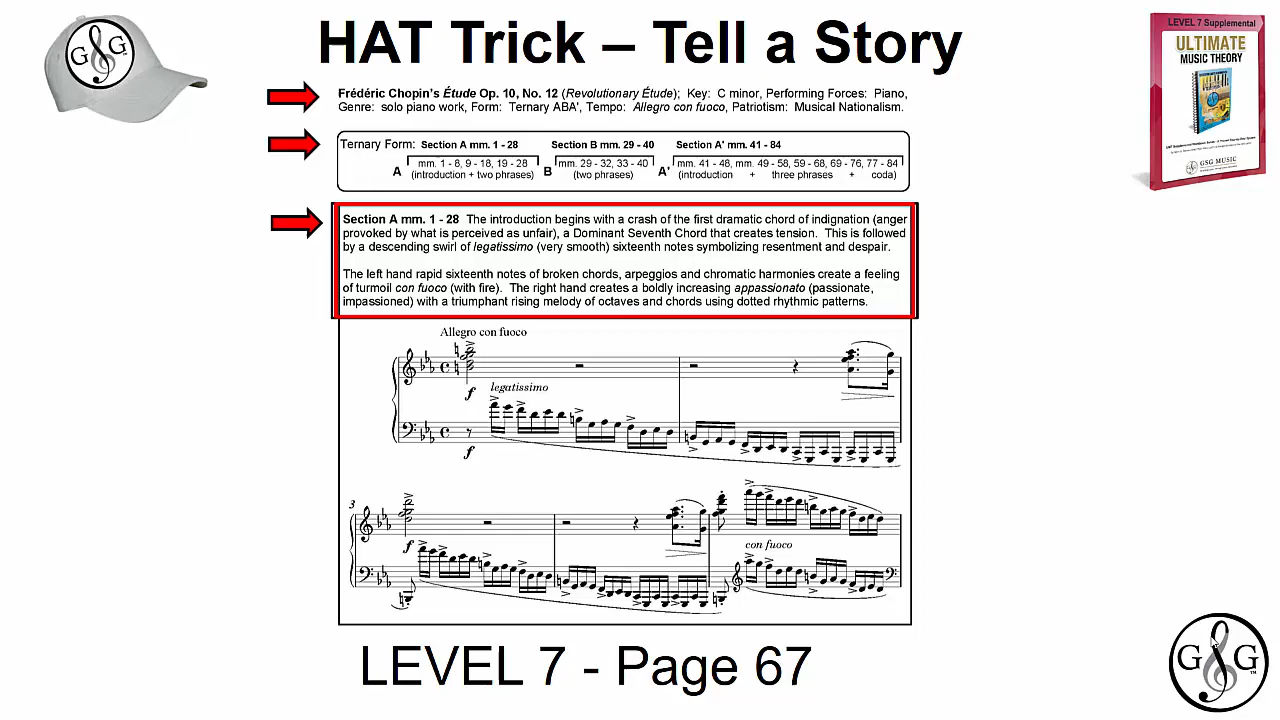 HAT Trick – Tell a Story
G G
LEVEL 7 Supplemental
ULTIMATE
MUSIC THEORY
GSG MUSIC
Frédéric Chopin's Étude Op. 10, No. 12 (Revolutionary Étude); Key: C minor, Performing Forces: Piano,
Genre: solo piano work, Form: Ternary ABA', Tempo: Allegro con fuoco, Patriotism: Musical Nationalism.
Ternary Form: Section A mm. 1 - 28 Section B mm. 29 - 40 Section A' mm. 41 - 84
A mm. 1 - 8, 9 - 18, 19 - 28 B mm. 29 - 32, 33 - 40 A' mm. 41 - 48, mm. 49 - 58, 59 - 68, 69 - 76, 77 - 84
(introduction + two phrases) (two phrases) (introduction + three phrases + coda)
Section A mm. 1 - 28 The introduction begins with a crash of the first dramatic chord of indignation (anger
provoked by what is perceived as unfair), a Dominant Seventh Chord that creates tension. This is followed
by a descending swirl of legatissimo (very smooth) sixteenth notes symbolizing resentment and despair.
The left hand rapid sixteenth notes of broken chords, arpeggios and chromatic harmonies create a feeling
of turmoil con fuoco (with fire). The right hand creates a boldly increasing appassionato (passionate,
impassioned) with a triumphant rising melody of octaves and chords using dotted rhythmic patterns.
Allegro con fuoco
f legatissimo
f
3
f con fuoco
LEVEL 7 - Page 67
G G TM